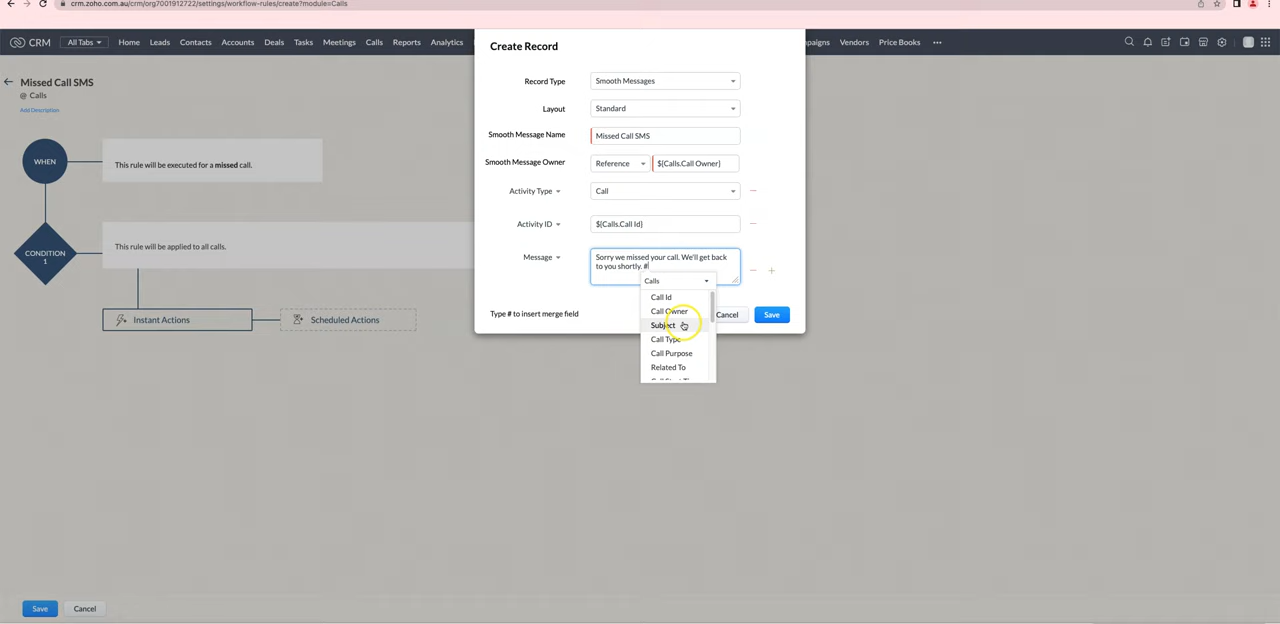 crm.zoho.com.au/crm/org7001912722/settings/workflow-rules/create?module=Calls
CRM All Tabs Home Leads Contacts Accounts Deals Tasks Meetings Calls Reports Analytics
Vendors Price Books
Missed Call SMS
@ Calls
Add Description
WHEN
This rule will be executed for a missed call.
CONDITION
1
This rule will be applied to all calls.
Instant Actions
Scheduled Actions
Create Record
Record Type Smooth Messages
Layout Standard
Smooth Message Name Missed Call SMS
Smooth Message Owner Reference ${Calls.Call Owner}
Activity Type Call
Activity ID ${Calls.Call Id}
Message Sorry we missed your call. We'll get back
to you shortly. #
Calls
Call Id
Call Owner
Subject
Call Type
Call Purpose
Related To
Type # to insert merge field
Cancel Save
Save Cancel